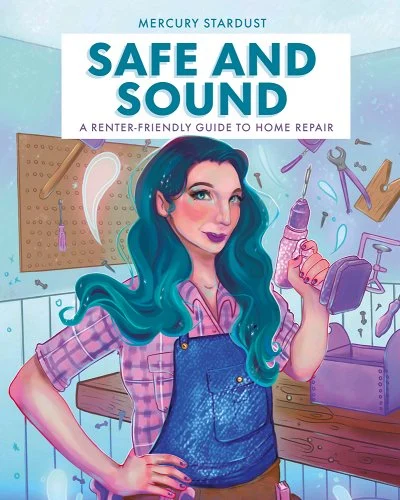 MERCURY STARDUST
SAFE AND
SOUND
A RENTER-FRIENDLY GUIDE TO HOME REPAIR